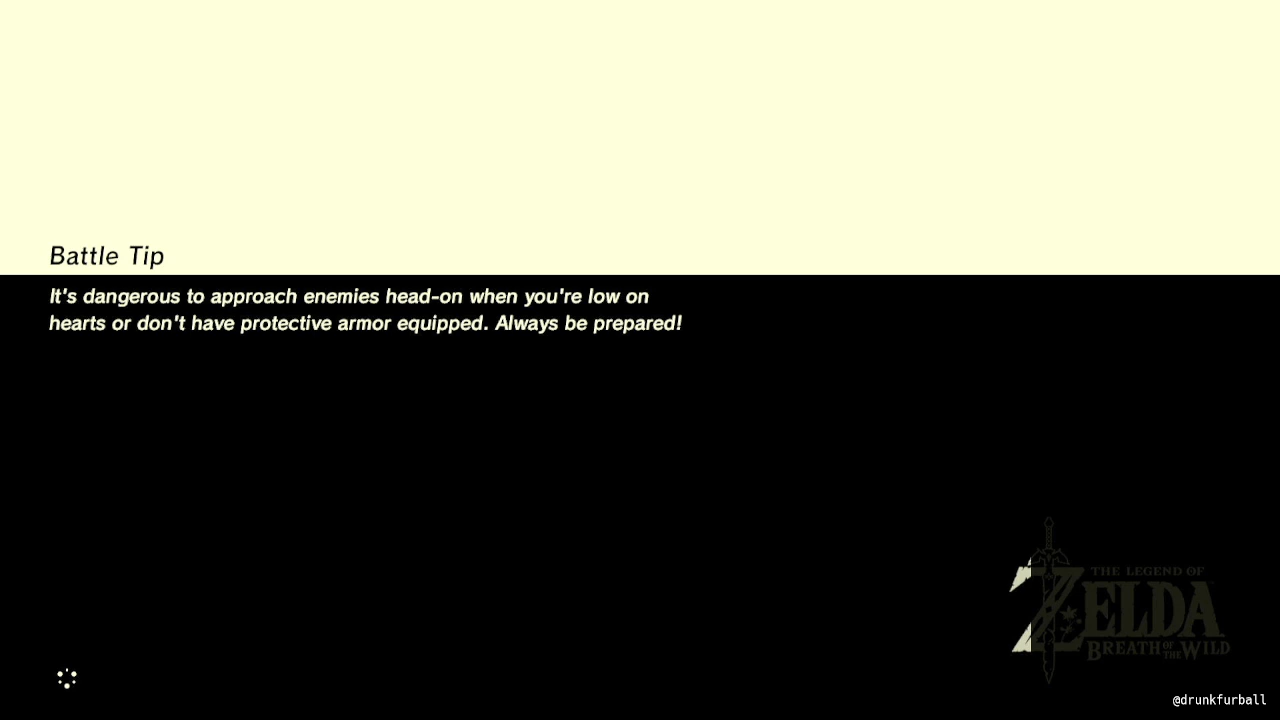 Battle Tip
It's dangerous to approach enemies head-on when you're low on
hearts or don't have protective armor equipped. Always be prepared!
THE LEGEND OF
ZELDA
BREATH OF THE WILD
@drunkfurball